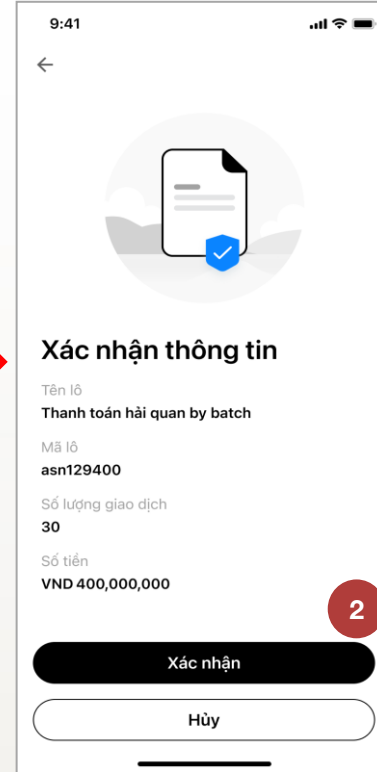 9:41
Xác nhận thông tin
Tên lô
Thanh toán hải quan by batch
Mã lô
asn129400
Số lượng giao dịch
30
Số tiền
VND 400,000,000
2
Xác nhận
Hủy